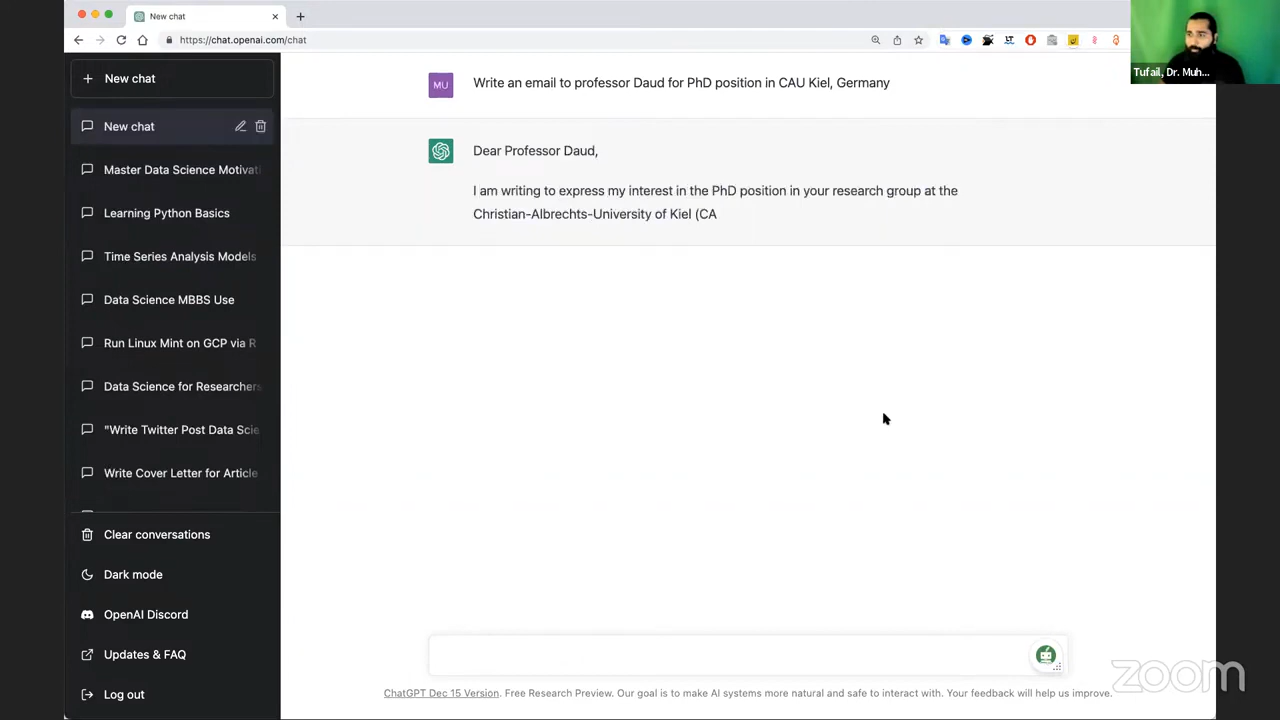 New chat
https://chat.openai.com/chat
Tufail, Dr. Muh...
New chat
New chat
Master Data Science Motivati
Learning Python Basics
Time Series Analysis Models
Data Science MBBS Use
Run Linux Mint on GCP via R
Data Science for Researchers
"Write Twitter Post Data Scie
Write Cover Letter for Article
Clear conversations
Dark mode
OpenAI Discord
Updates & FAQ
Log out
MU
Write an email to professor Daud for PhD position in CAU Kiel, Germany
Dear Professor Daud,
I am writing to express my interest in the PhD position in your research group at the
Christian-Albrechts-University of Kiel (CA
ChatGPT Dec 15 Version. Free Research Preview. Our goal is to make AI systems more natural and safe to interact with. Your feedback will help us improve.
zoom